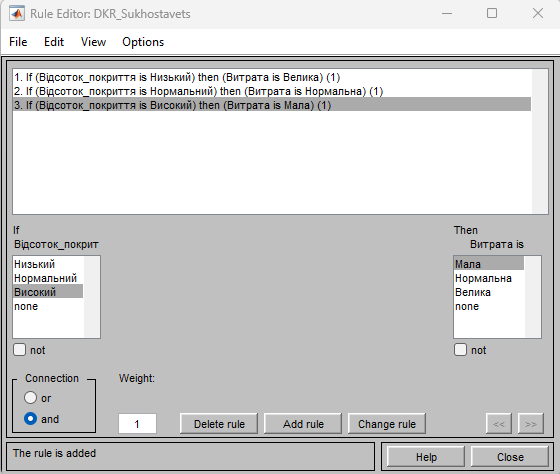 Rule Editor: DKR_Sukhostavets
File Edit View Options
1. If (Відсоток_покриття is Низький) then (Витрата is Велика) (1)
2. If (Відсоток_покриття is Нормальний) then (Витрата is Нормальна) (1)
3. If (Відсоток_покриття is Високий) then (Витрата is Мала) (1)
If
Відсоток_покрит
Низький
Нормальний
Високий
none
not
Then
Витрата is
Мала
Нормальна
Велика
none
not
Connection
or
and
Weight:
1
Delete rule Add rule Change rule << >>
The rule is added
Help Close